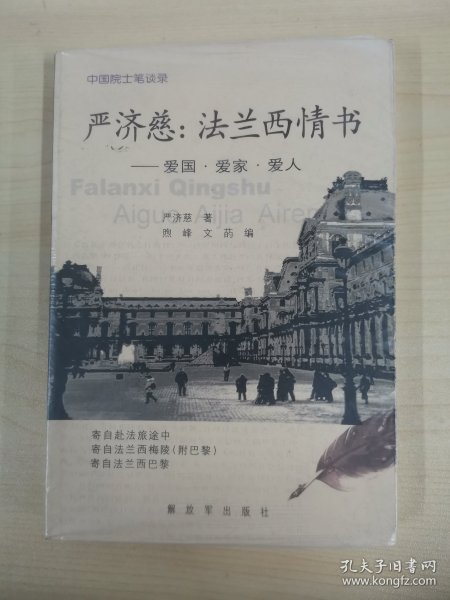 中国院士笔谈录
严济慈：法兰西情书
——爱国·爱家·爱人
Falanxi Qingshu
Aiguo Aijia Airen
严济慈 著
煦峰 文菂 编
寄自赴法旅途中
寄自法兰西梅陵(附巴黎)
寄自法兰西巴黎
解放军出版社
孔夫子旧书网
www.kongfz.com